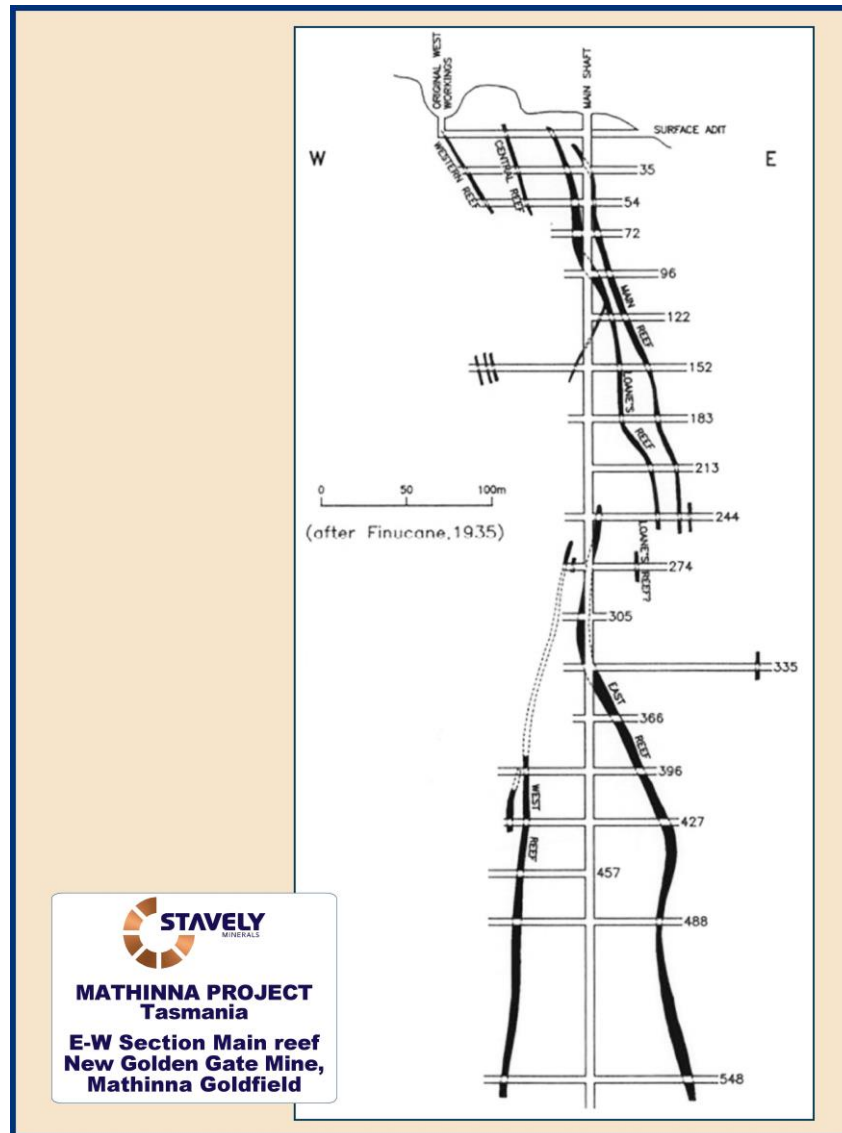 ORIGINAL WEST
WORKINGS
MAIN SHAFT
SURFACE ADIT
W
E
WESTERN REEF
CENTRAL REEF
35
54
72
96
MAIN REEF
122
152
LOANE'S REEF
183
213
0 50 100m
(after Finucane, 1935)
244
LOANE'S REEF?
274
305
335
EAST REEF
366
396
WEST REEF
427
457
488
548
STAVELY
MINERALS
MATHINNA PROJECT
Tasmania
E-W Section Main reef
New Golden Gate Mine,
Mathinna Goldfield